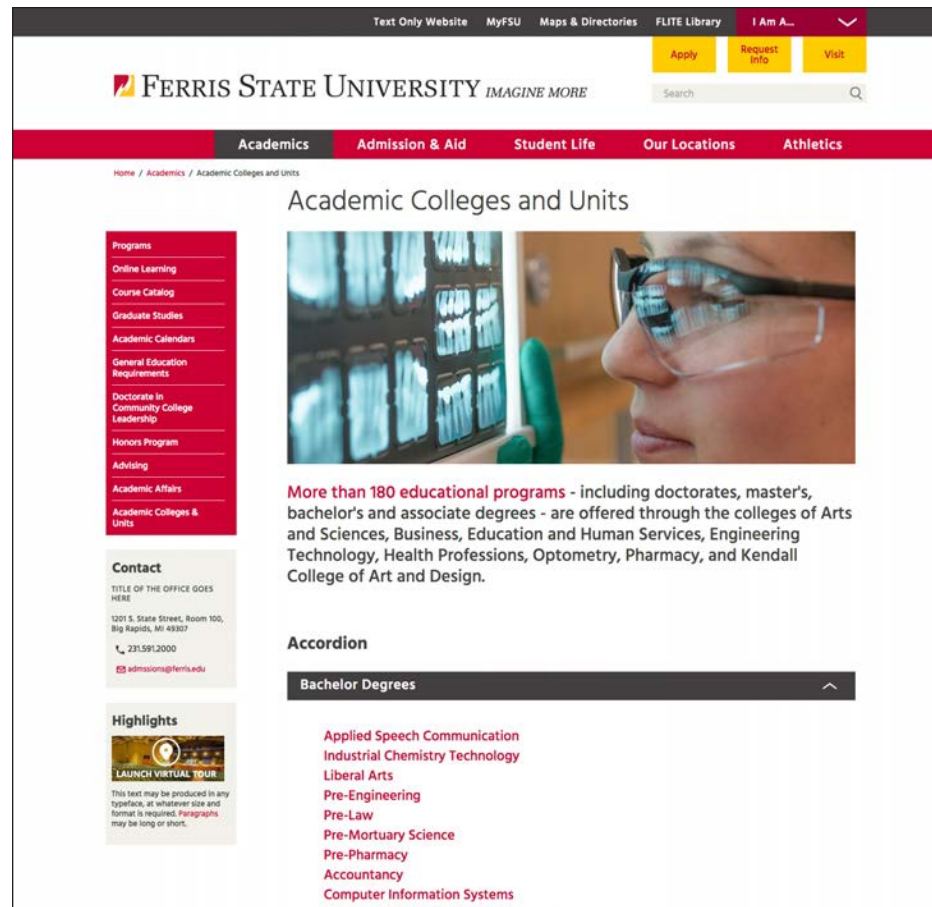 Text Only Website MyFSU Maps & Directories FLITE Library I Am A...
Apply Request Info Visit
FERRIS STATE UNIVERSITY IMAGINE MORE
Search
Academics Admission & Aid Student Life Our Locations Athletics
Home / Academics / Academic Colleges and Units
Academic Colleges and Units
Programs
Online Learning
Course Catalog
Graduate Studies
Academic Calendars
General Education
Requirements
Doctorate in
Community College
Leadership
Honors Program
Advising
Academic Affairs
Academic Colleges &
Units
Contact
TITLE OF THE OFFICE GOES
HERE
1201 S. State Street, Room 100,
Big Rapids, MI 49307
231.591.2000
admssions@ferris.edu
Highlights
LAUNCH VIRTUAL TOUR
This text may be produced in any
typeface, at whatever size and
format is required. Paragraphs
may be long or short.
More than 180 educational programs - including doctorates, master's,
bachelor's and associate degrees - are offered through the colleges of Arts
and Sciences, Business, Education and Human Services, Engineering
Technology, Health Professions, Optometry, Pharmacy, and Kendall
College of Art and Design.
Accordion
Bachelor Degrees
Applied Speech Communication
Industrial Chemistry Technology
Liberal Arts
Pre-Engineering
Pre-Law
Pre-Mortuary Science
Pre-Pharmacy
Accountancy
Computer Information Systems